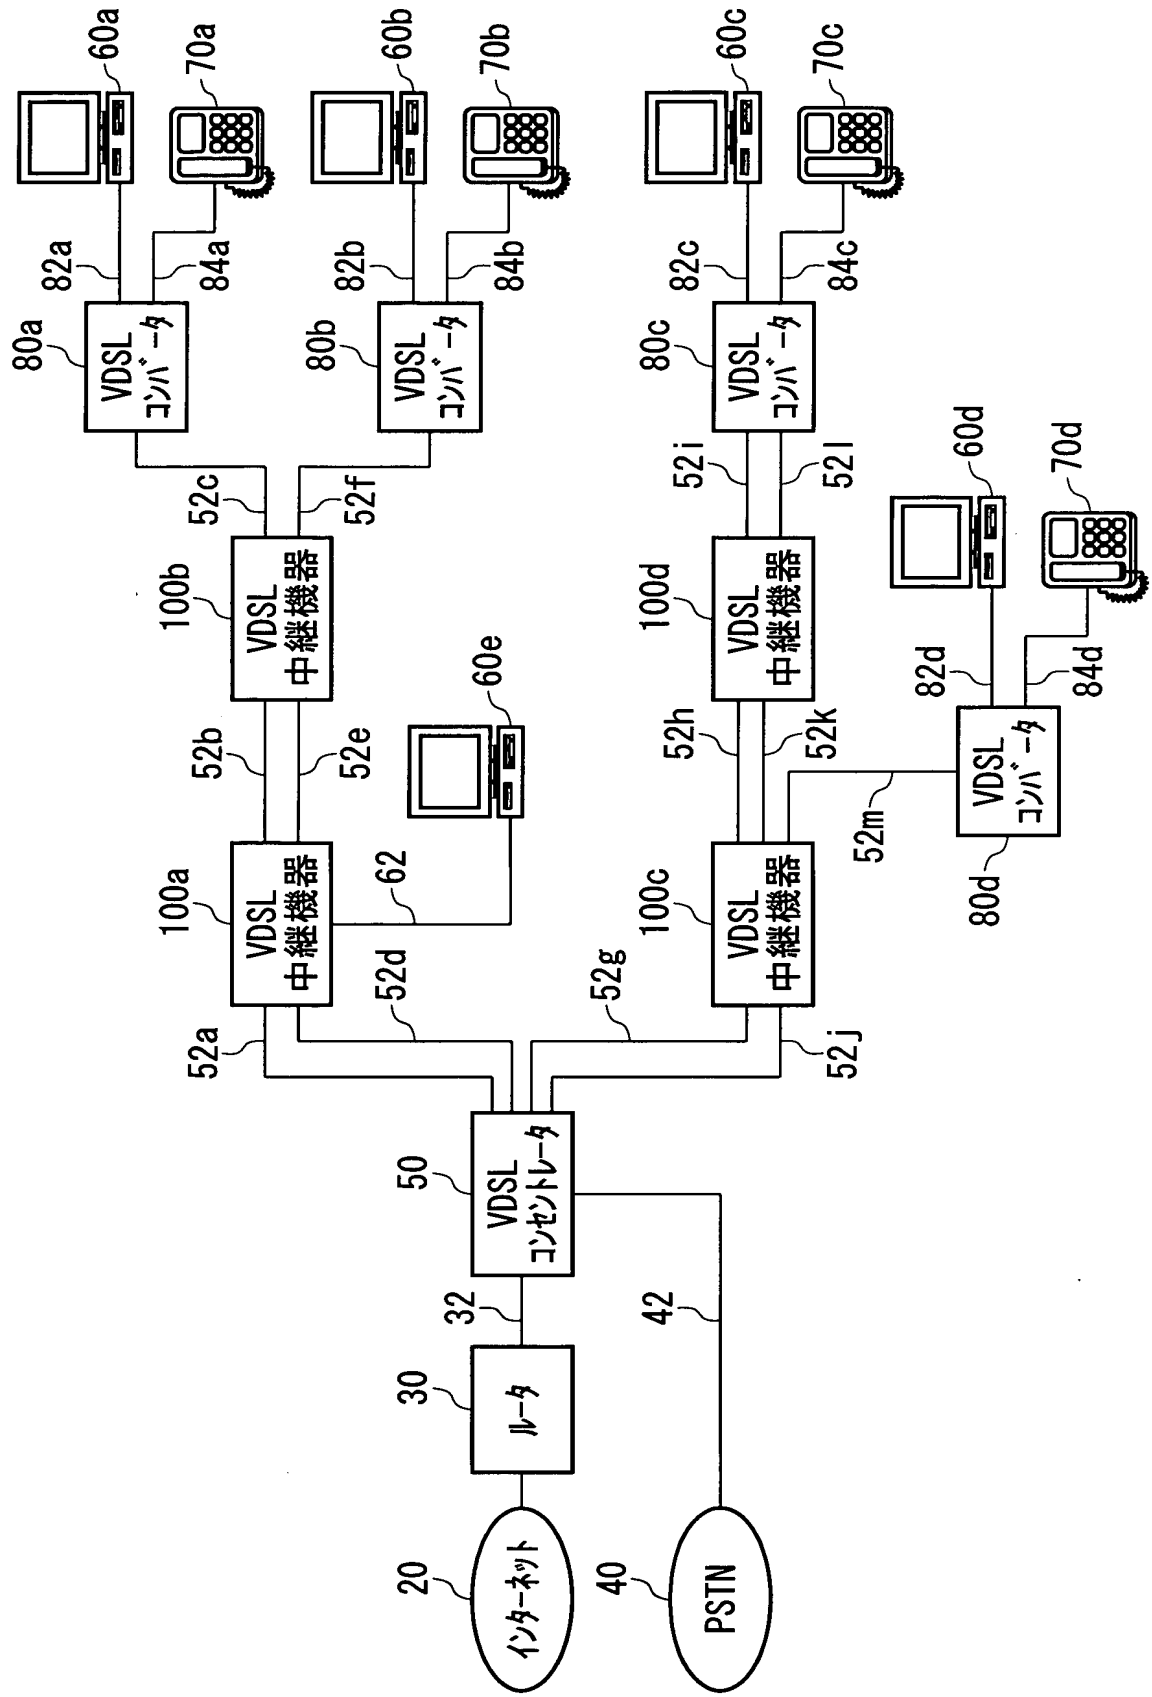 20
インターネット
30
ルータ
32
40
PSTN
42
50
VDSL
コンセントレータ
52a
52d
52g
52j
100a
VDSL
中継機器
62
60e
52b
52e
100b
VDSL
中継機器
52c
52f
80a
VDSL
コンバータ
82a
84a
60a
70a
80b
VDSL
コンバータ
82b
84b
60b
70b
100c
VDSL
中継機器
52h
52k
52m
100d
VDSL
中継機器
52i
52l
80c
VDSL
コンバータ
82c
84c
60c
70c
80d
VDSL
コンバータ
82d
84d
60d
70d